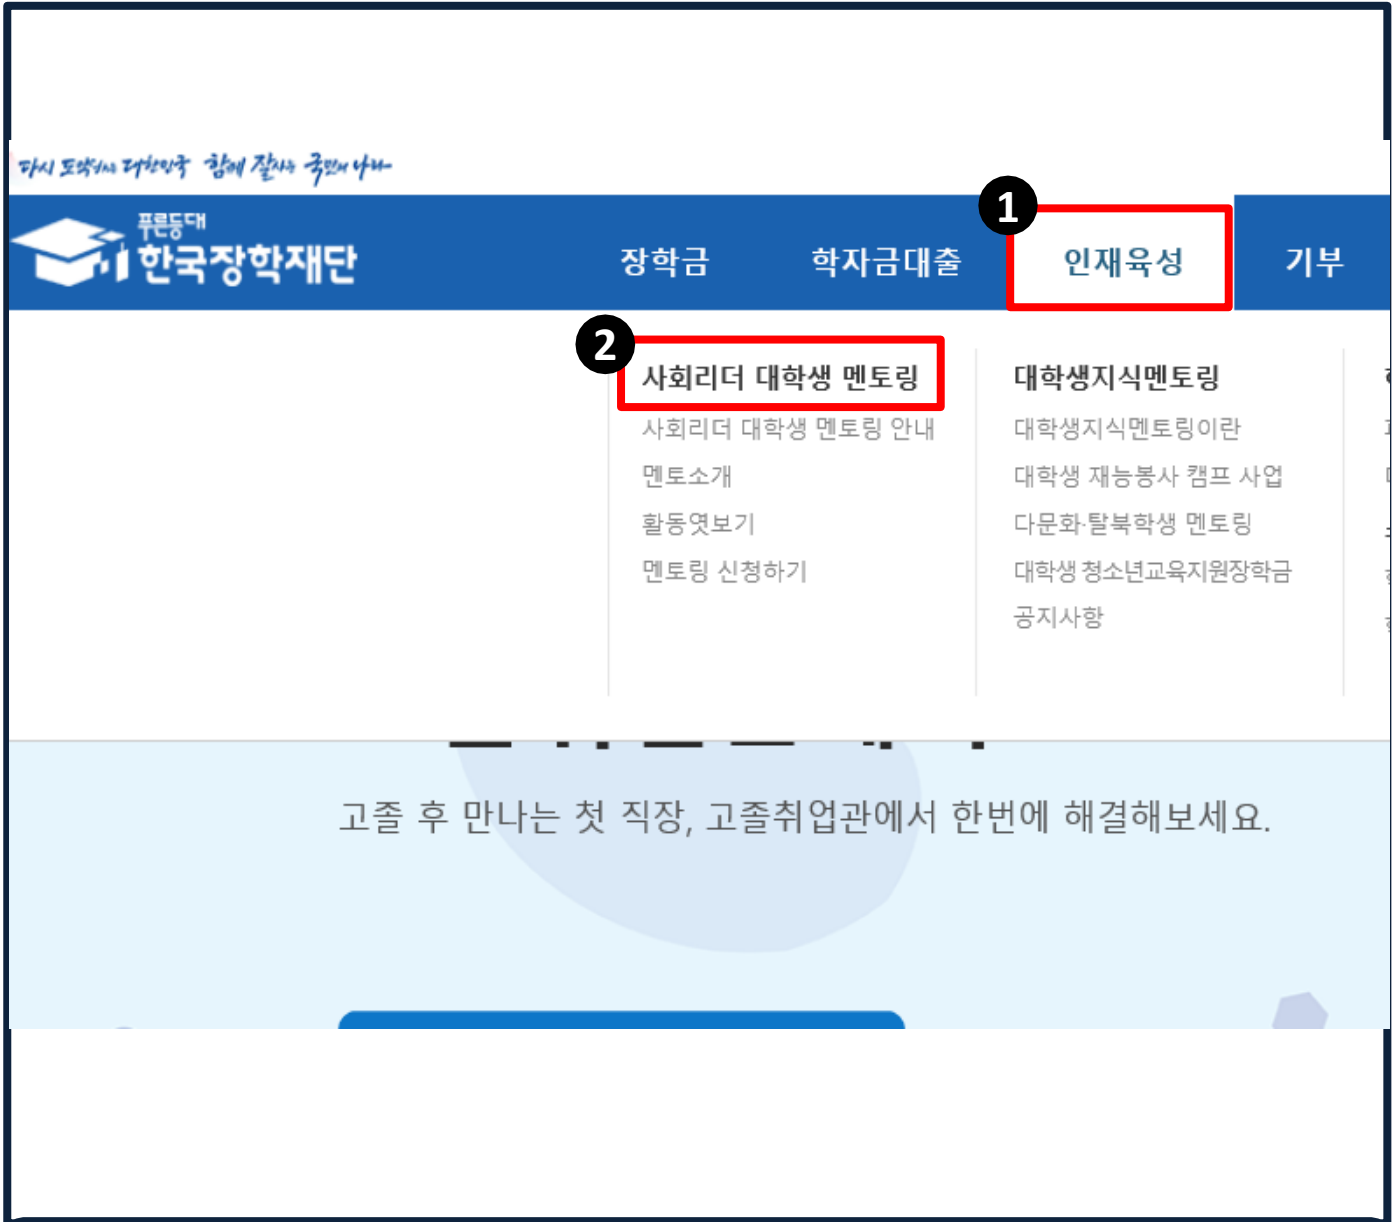 다시 도약하는 대한민국 함께 잘사는 국민의 나라
푸른등대
한국장학재단
장학금
학자금대출
1
인재육성
기부
2
사회리더 대학생 멘토링
사회리더 대학생 멘토링 안내
멘토소개
활동엿보기
멘토링 신청하기
대학생지식멘토링
대학생지식멘토링이란
대학생 재능봉사 캠프 사업
다문화·탈북학생 멘토링
대학생 청소년교육지원장학금
공지사항
고졸 후 만나는 첫 직장, 고졸취업관에서 한번에 해결해보세요.